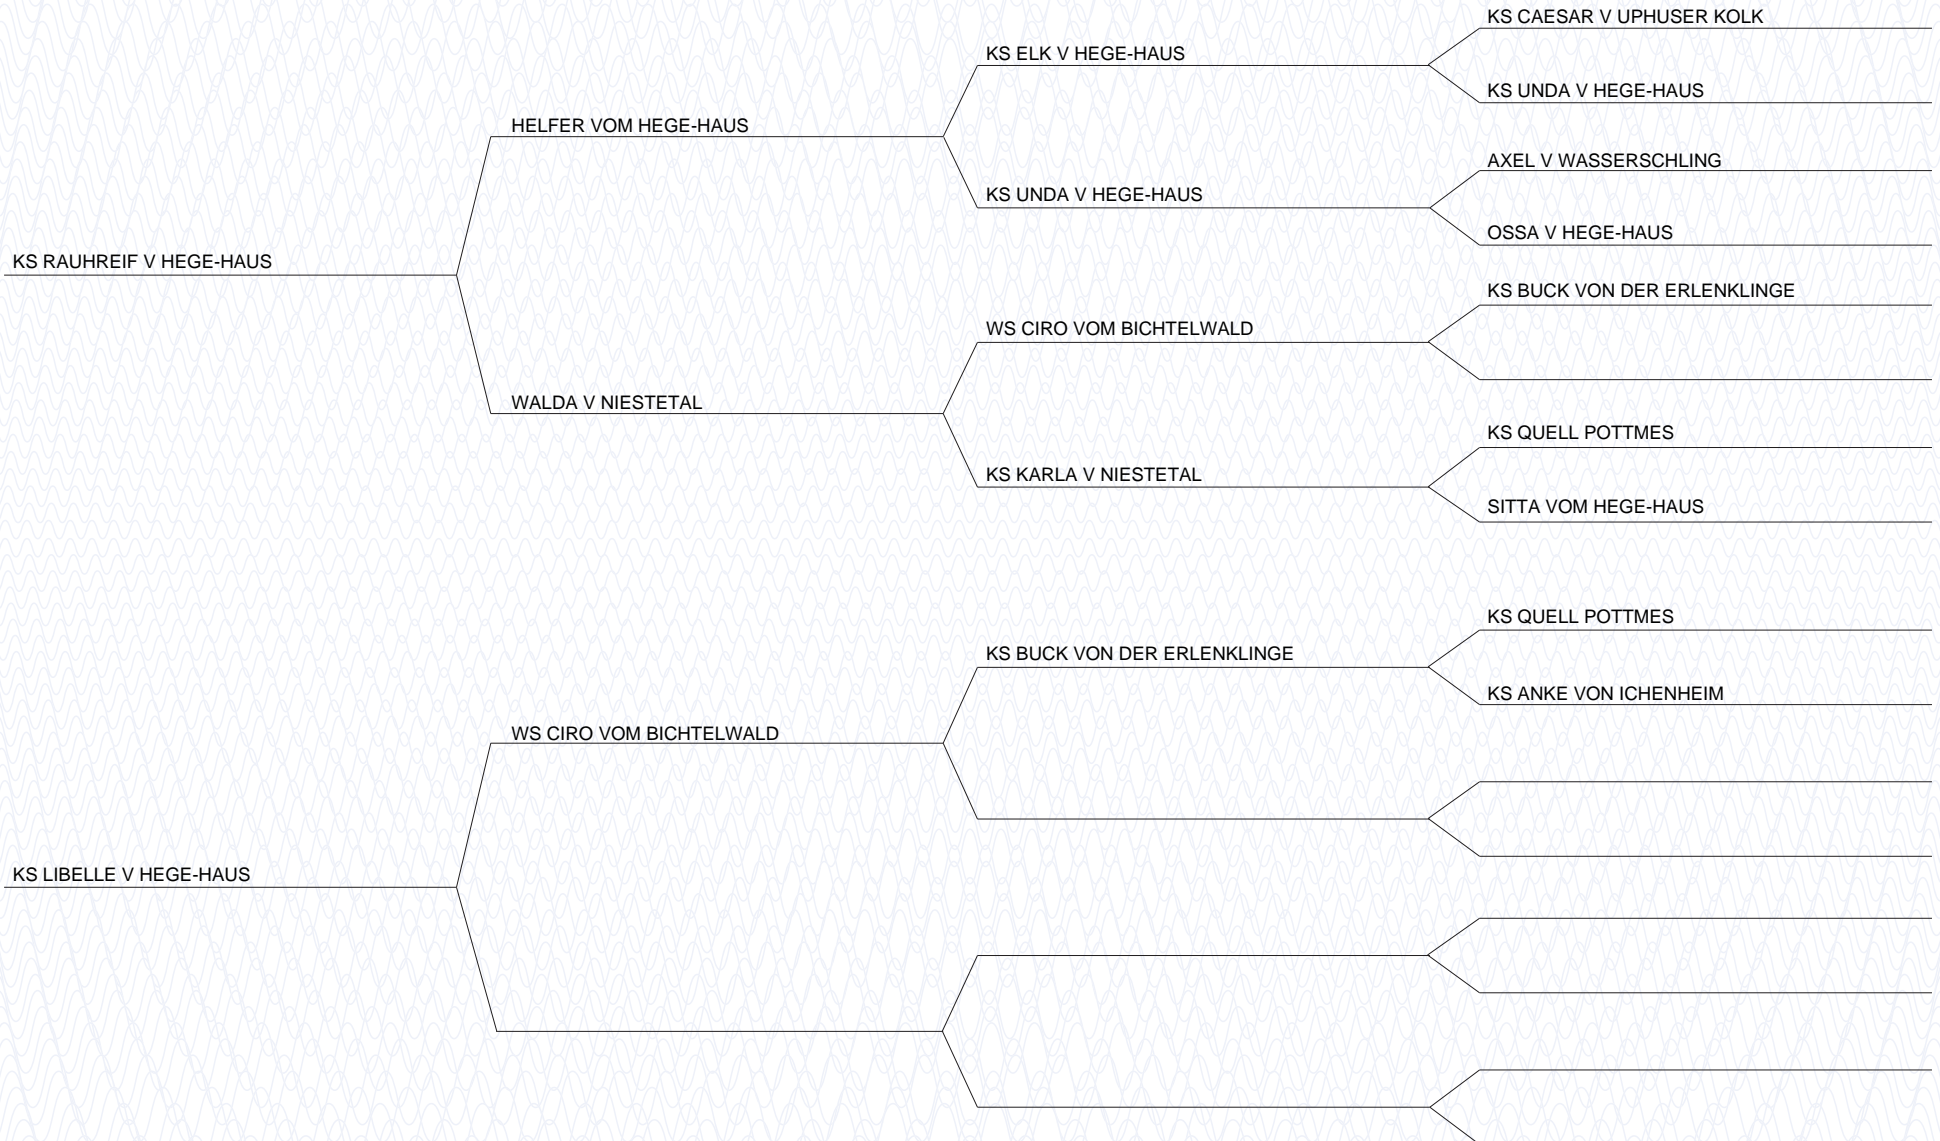 KS CAESAR V UPHUSER KOLK
KS ELK V HEGE-HAUS
KS UNDA V HEGE-HAUS
HELFER VOM HEGE-HAUS
AXEL V WASSERSCHLING
KS UNDA V HEGE-HAUS
OSSA V HEGE-HAUS
KS RAUHREIF V HEGE-HAUS
KS BUCK VON DER ERLENKLINGE
WS CIRO VOM BICHTELWALD
WALDA V NIESTETAL
KS QUELL POTTMES
KS KARLA V NIESTETAL
SITTA VOM HEGE-HAUS
KS QUELL POTTMES
KS BUCK VON DER ERLENKLINGE
KS ANKE VON ICHENHEIM
WS CIRO VOM BICHTELWALD
KS LIBELLE V HEGE-HAUS